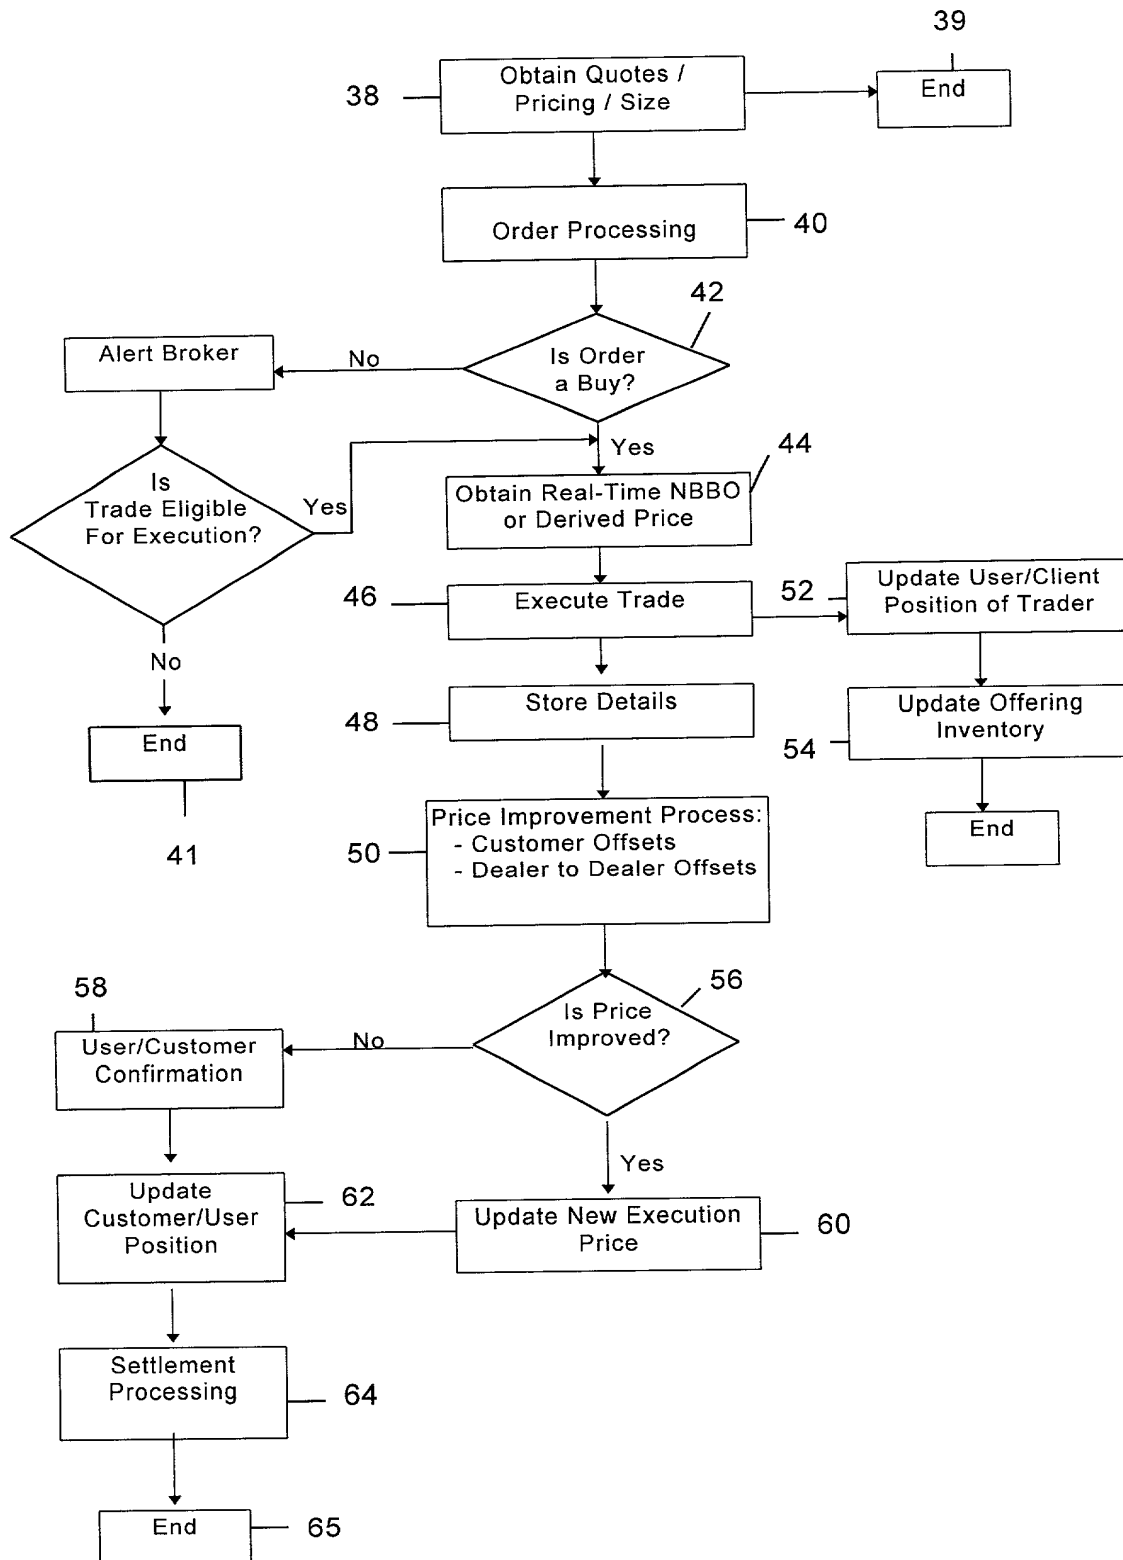 39
Obtain Quotes /
Pricing / Size
38
End
Order Processing
40
42
Is Order
a Buy?
No
Alert Broker
Yes
44
Is
Trade Eligible
For Execution?
Yes
Obtain Real-Time NBBO
or Derived Price
46
Execute Trade
52
Update User/Client
Position of Trader
No
48
Store Details
54
Update Offering
Inventory
End
41
50
Price Improvement Process:
- Customer Offsets
- Dealer to Dealer Offsets
End
56
Is Price
Improved?
58
No
User/Customer
Confirmation
Yes
Update
Customer/User
Position
62
Update New Execution
Price
60
Settlement
Processing
64
End
65